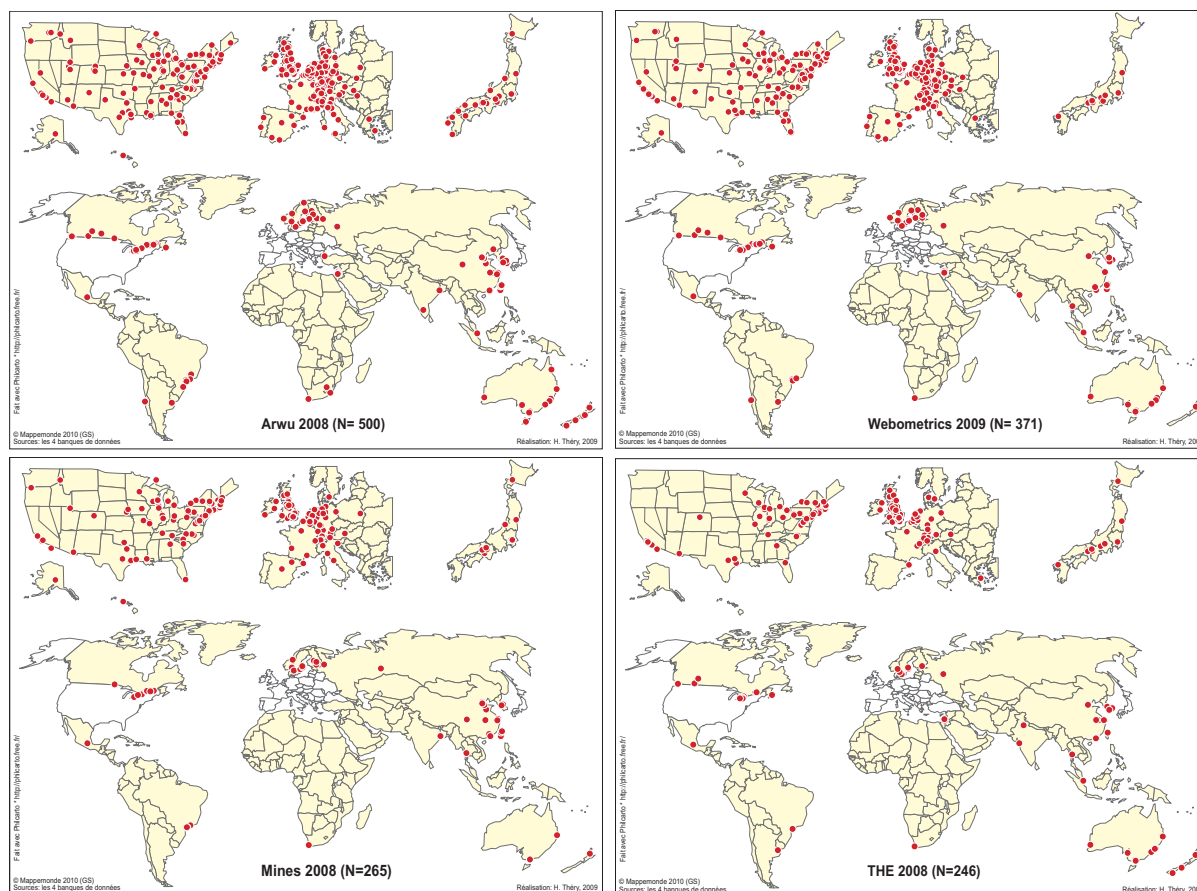 Fait avec Philcarto * http://philcarto.free.fr/
Arwu 2008 (N= 500)
© Mappemonde 2010 (GS)
Sources: les 4 banques de données
Réalisation: H. Théry, 2009
Fait avec Philcarto * http://philcarto.free.fr/
Webometrics 2009 (N= 371)
© Mappemonde 2010 (GS)
Sources: les 4 banques de données
Réalisation: H. Théry, 200
Fait avec Philcarto * http://philcarto.free.fr/
Mines 2008 (N=265)
© Mappemonde 2010 (GS)
Sources: les 4 banques de données
Réalisation: H. Théry, 2009
Fait avec Philcarto * http://philcarto.free.fr/
THE 2008 (N=246)
© Mappemonde 2010 (GS)
Sources: les 4 banques de données
Réalisation: H. Théry, 200